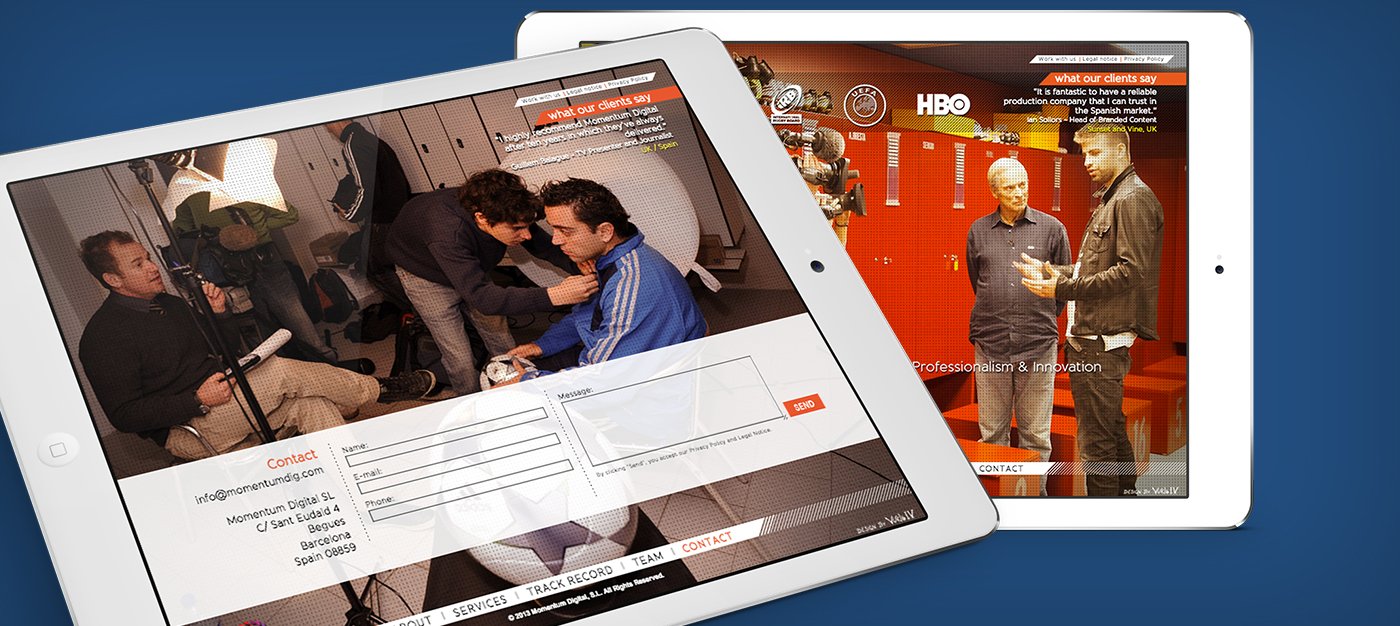 Work with us | Legal notice | Privacy Policy
what our clients say
"I highly recommend Momentum Digital
after ten years in which they've always
delivered."
Guillem Balague - TV Presenter and Journalist
UK / Spain
Contact
info@momentumdig.com
Momentum Digital SL
C/ Sant Eudald 4
Begues
Barcelona
Spain 08859
Name:
E-mail:
Phone:
Message:
SEND
By clicking "Send", you accept our Privacy Policy and Legal Notice.
OUT | SERVICES | TRACK RECORD | TEAM | CONTACT
© 2013 Momentum Digital, S.L. All Rights Reserved.
DESIGN BY
Work with us | Legal notice | Privacy Policy
what our clients say
"It is fantastic to have a reliable
production company that I can trust in
the Spanish market."
Ian Sollors - Head of Branded Content
Sunset and Vine, UK
iRB
INTERNATIONAL
RUGBY BOARD
UEFA
HBO
Professionalism & Innovation
CONTACT
DESIGN BY